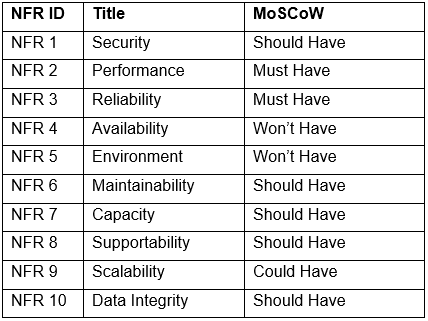 NFR ID Title MoSCoW
NFR 1 Security Should Have
NFR 2 Performance Must Have
NFR 3 Reliability Must Have
NFR 4 Availability Won’t Have
NFR 5 Environment Won’t Have
NFR 6 Maintainability Should Have
NFR 7 Capacity Should Have
NFR 8 Supportability Should Have
NFR 9 Scalability Could Have
NFR 10 Data Integrity Should Have